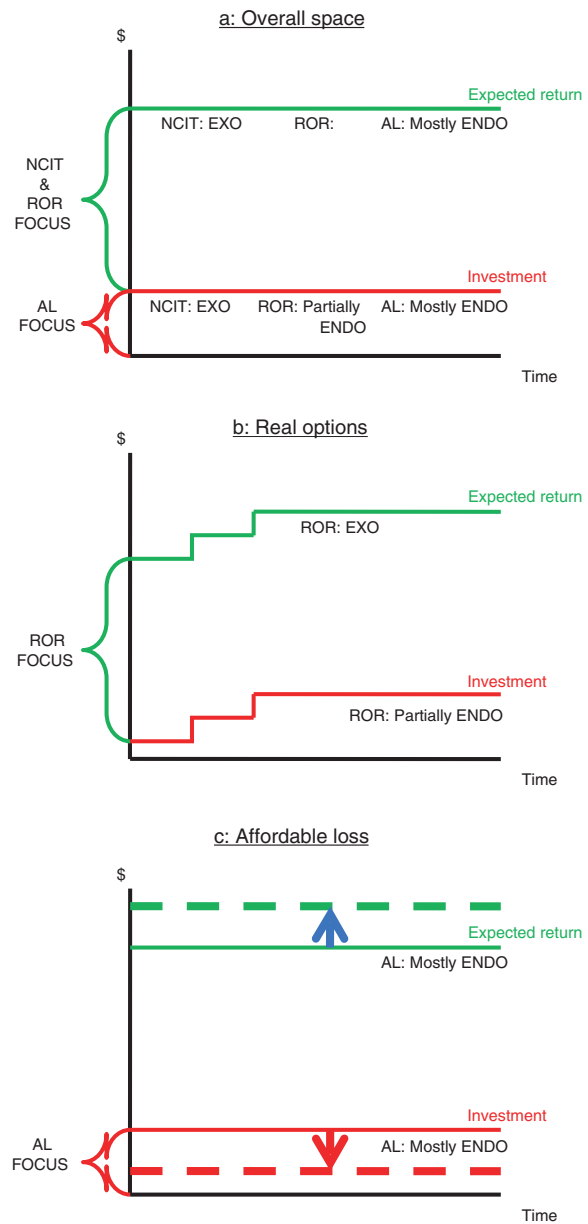 a: Overall space
$
Expected return
NCIT: EXO ROR: AL: Mostly ENDO
NCIT
&
ROR
FOCUS
Investment
NCIT: EXO ROR: Partially AL: Mostly ENDO
ENDO
AL
FOCUS
Time
b: Real options
$
Expected return
ROR: EXO
ROR
FOCUS
Investment
ROR: Partially ENDO
Time
c: Affordable loss
$
Expected return
AL: Mostly ENDO
Investment
AL: Mostly ENDO
AL
FOCUS
Time